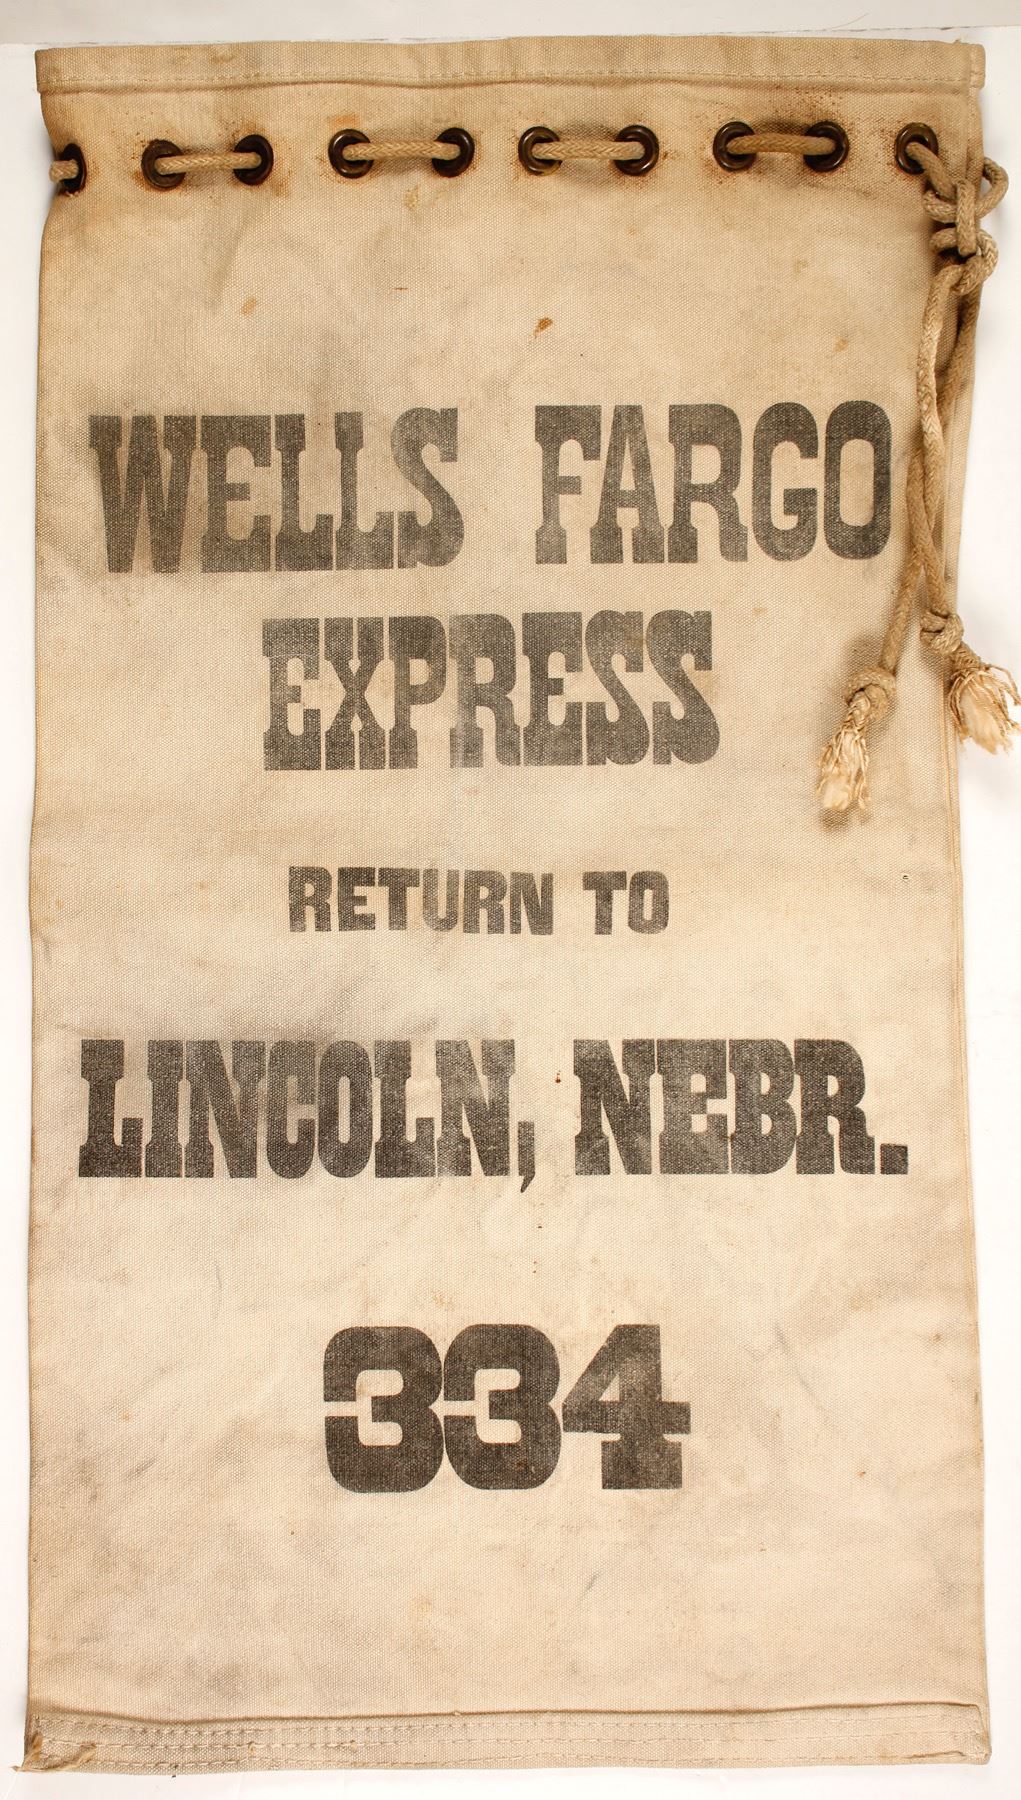 WELLS FARGO
EXPRESS
RETURN TO
LINCOLN, NEBR.
334